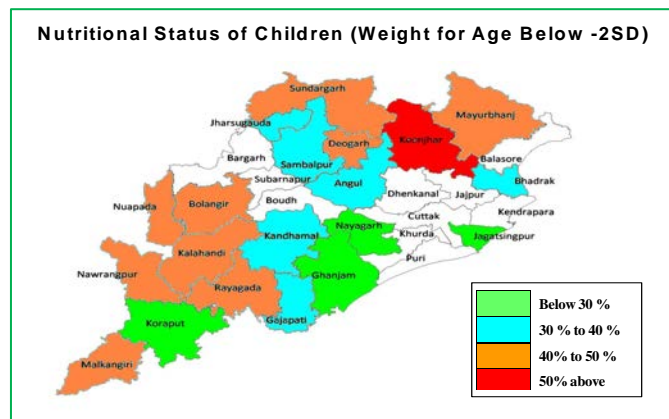 Nutritional Status of Children (Weight for Age Below -2SD)
Sundargarh
Mayurbhanj
Jharsugauda
Keonjhar
Deogarh
Bargarh
Sambalpur
Balasore
Subarnapur
Angul
Bhadrak
Nuapada
Bolangir
Boudh
Dhenkanal
Jajpur
Kendrapara
Cuttak
Nayagarh
Kandhamal
Khurda
Jagatsingpur
Kalahandi
Puri
Nawrangpur
Ghanjam
Rayagada
Koraput
Gajapati
Malkangiri
Below 30 %
30 % to 40 %
40% to 50 %
50% above